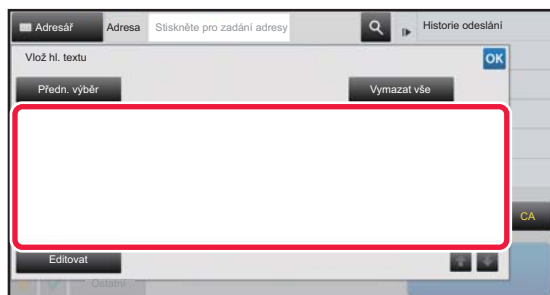 Adresář Adresa Stiskněte pro zadání adresy Historie odeslání
Vlož hl. textu OK
Předn. výběr Vymazat vše
CA
Editovat
Ostatní